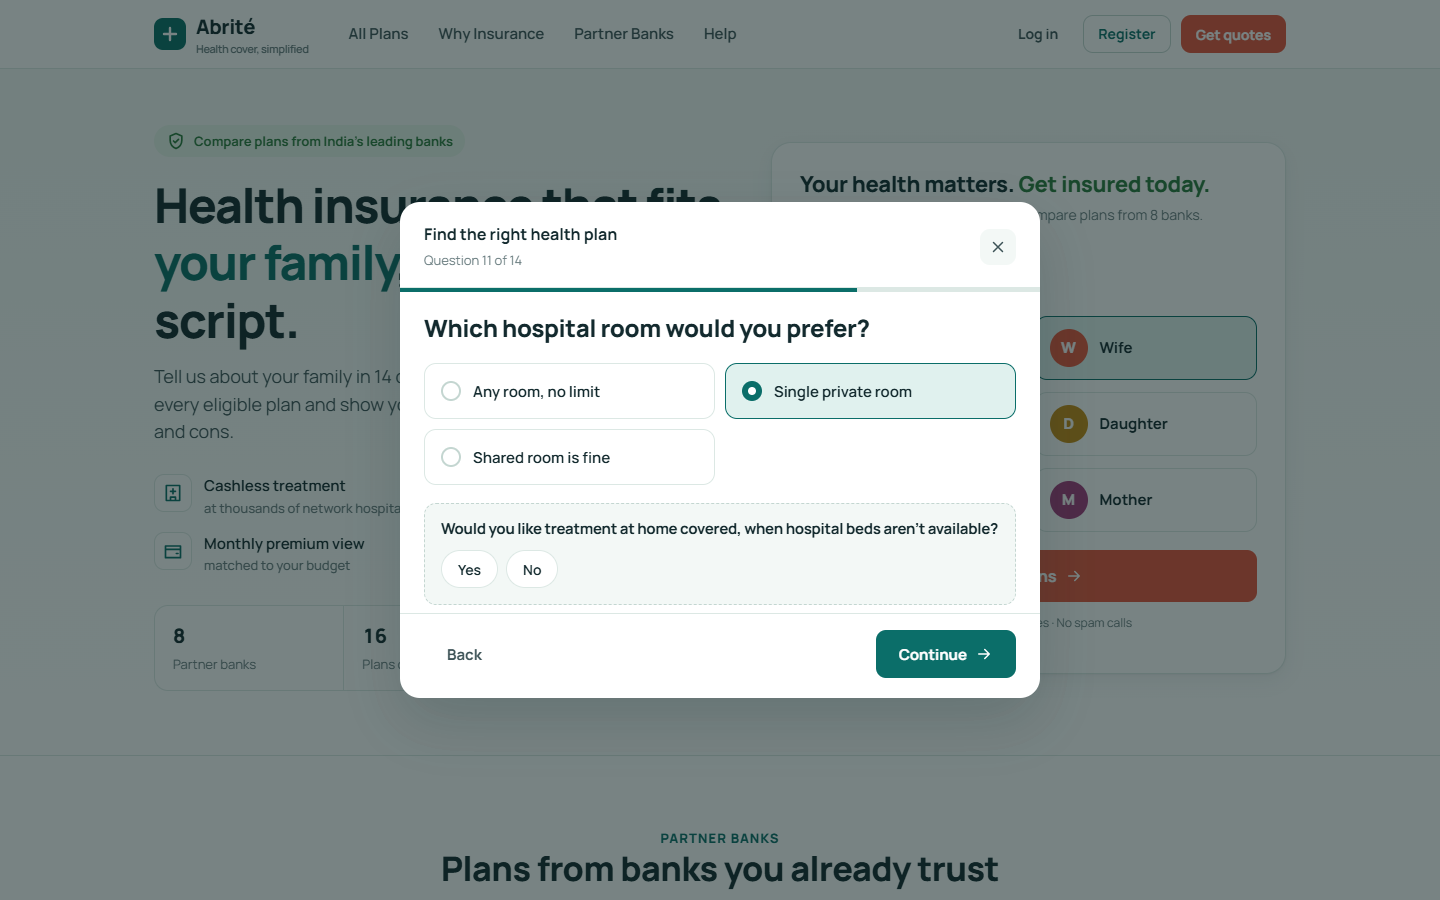 Abrité
Health cover, simplified
All Plans
Why Insurance
Partner Banks
Help
Log in
Register
Get quotes
Compare plans from India's leading banks
Health insurance that fits
your family,
script.
Tell us about your family in 14
every eligible plan and show
and cons.
Cashless treatment
at thousands of network
Monthly premium view
matched to your budget
8
Partner banks
16
Plans
Your health matters. Get insured today.
plans from 8 banks.
W
Wife
D
Daughter
M
Mother
· No spam calls
Find the right health plan
Question 11 of 14
Which hospital room would you prefer?
Any room, no limit
Single private room
Shared room is fine
Would you like treatment at home covered, when hospital beds aren't available?
Yes
No
Back
Continue
PARTNER BANKS
Plans from banks you already trust